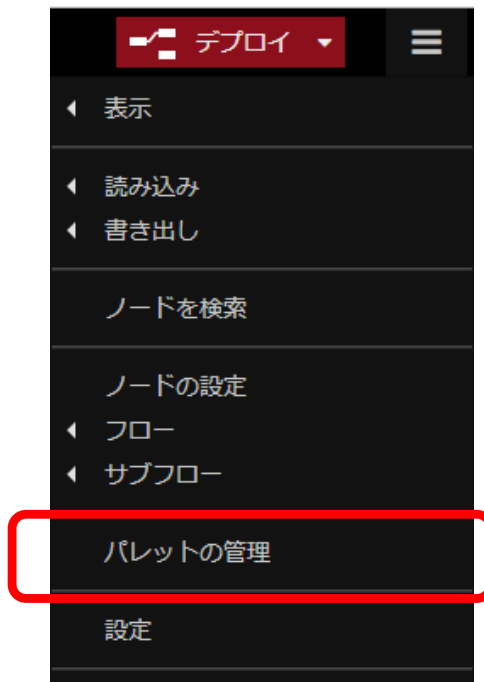 デプロイ
表示
読み込み
書き出し
ノードを検索
ノードの設定
フロー
サブフロー
パレットの管理
設定